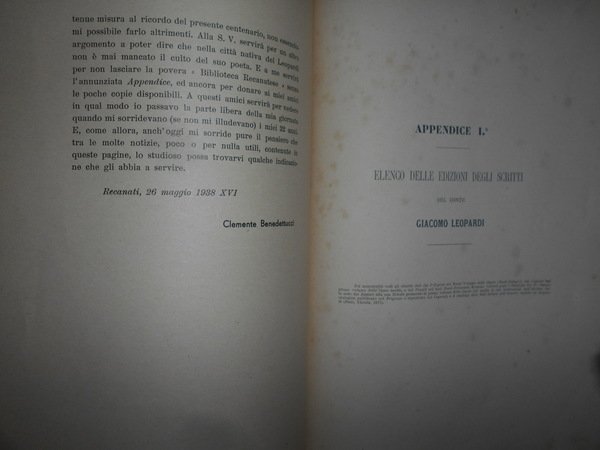 tenue misura al ricordo del presente centenario, non essendo
mi possibile farlo altrimenti. Alla S. V. servirà per un altro
argomento a poter dire che nella città nativa del Leopardi
non è mai mancato il culto del suo poeta. E a me servirà
per non lasciare la povera « Biblioteca Recanatese » senza
l'annunziata Appendice, ed ancora per donare ai miei amici
le poche copie disponibili. A questi amici servirà per vedere
in qual modo io passavo la parte libera della mia giornata
quando mi sorridevano (se non mi illudevano) i miei 22 anni.
E, come allora, anch'oggi mi sorride pure il pensiero che
tra le molte notizie, poco o per nulla utili, contenute in
queste pagine, lo studioso possa trovarvi qualche indicazio-
ne che gli abbia a servire.
Recanati, 26 maggio 1938 XVI
Clemente Benedettucci
APPENDICE I.ª
ELENCO DELLE EDIZIONI DEGLI SCRITTI
DEL CONTE
GIACOMO LEOPARDI